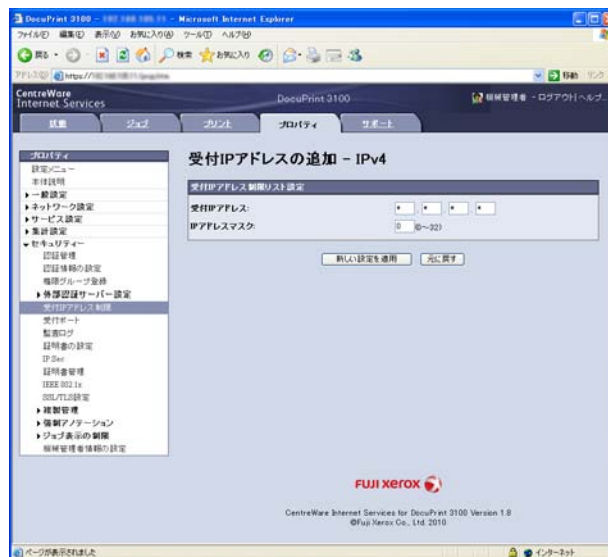 DocuPrint 3100 - - Microsoft Internet Explorer
ファイル(F) 編集(E) 表示(V) お気に入り(A) ツール(T) ヘルプ(H)
戻る 検索 お気に入り
アドレス(D) https:// 移動 リンク
CentreWare
Internet Services
DocuPrint 3100
機械管理者 - ログアウト ヘルプ
状態 ジョブ プリント プロパティ サポート
プロパティ
設定メニュー
本体説明
一般設定
ネットワーク設定
サービス設定
集計設定
セキュリティー
認証管理
認証情報の設定
権限グループ登録
外部認証サーバー設定
受付IPアドレス制限
受付ポート
監査ログ
証明書の設定
IP Sec
証明書管理
IEEE 802.1x
SSL/TLS設定
複製管理
強制アノテーション
ジョブ表示の制限
機械管理者情報の設定
受付IPアドレスの追加 - IPv4
受付IPアドレス制限リスト設定
受付IPアドレス: * . * . * . *
IPアドレスマスク: 0 (0~32)
新しい設定を適用 元に戻す
FUJI XEROX
CentreWare Internet Services for DocuPrint 3100 Version 1.8
©Fuji Xerox Co., Ltd. 2010
ページが表示されました
インターネット